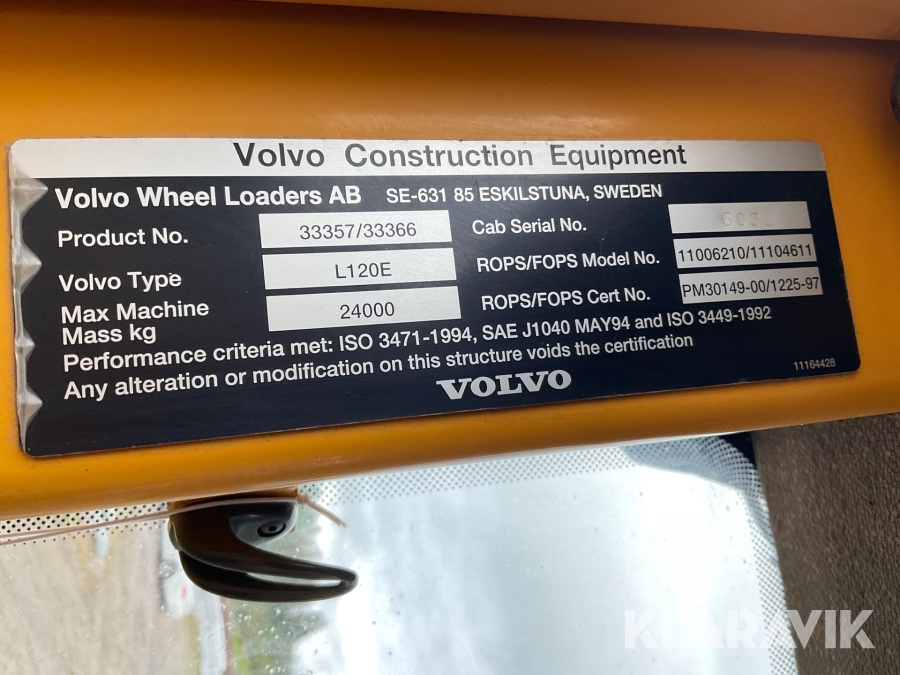 Volvo Construction Equipment
Volvo Wheel Loaders AB SE-631 85 ESKILSTUNA, SWEDEN
Product No. 33357/33366 Cab Serial No.
Volvo Type L120E ROPS/FOPS Model No. 11006210/11104611
Max Machine Mass kg 24000 ROPS/FOPS Cert No. PM30149-00/1225-97
Performance criteria met: ISO 3471-1994, SAE J1040 MAY94 and ISO 3449-1992
Any alteration or modification on this structure voids the certification
VOLVO
11164428
KLARAVIK